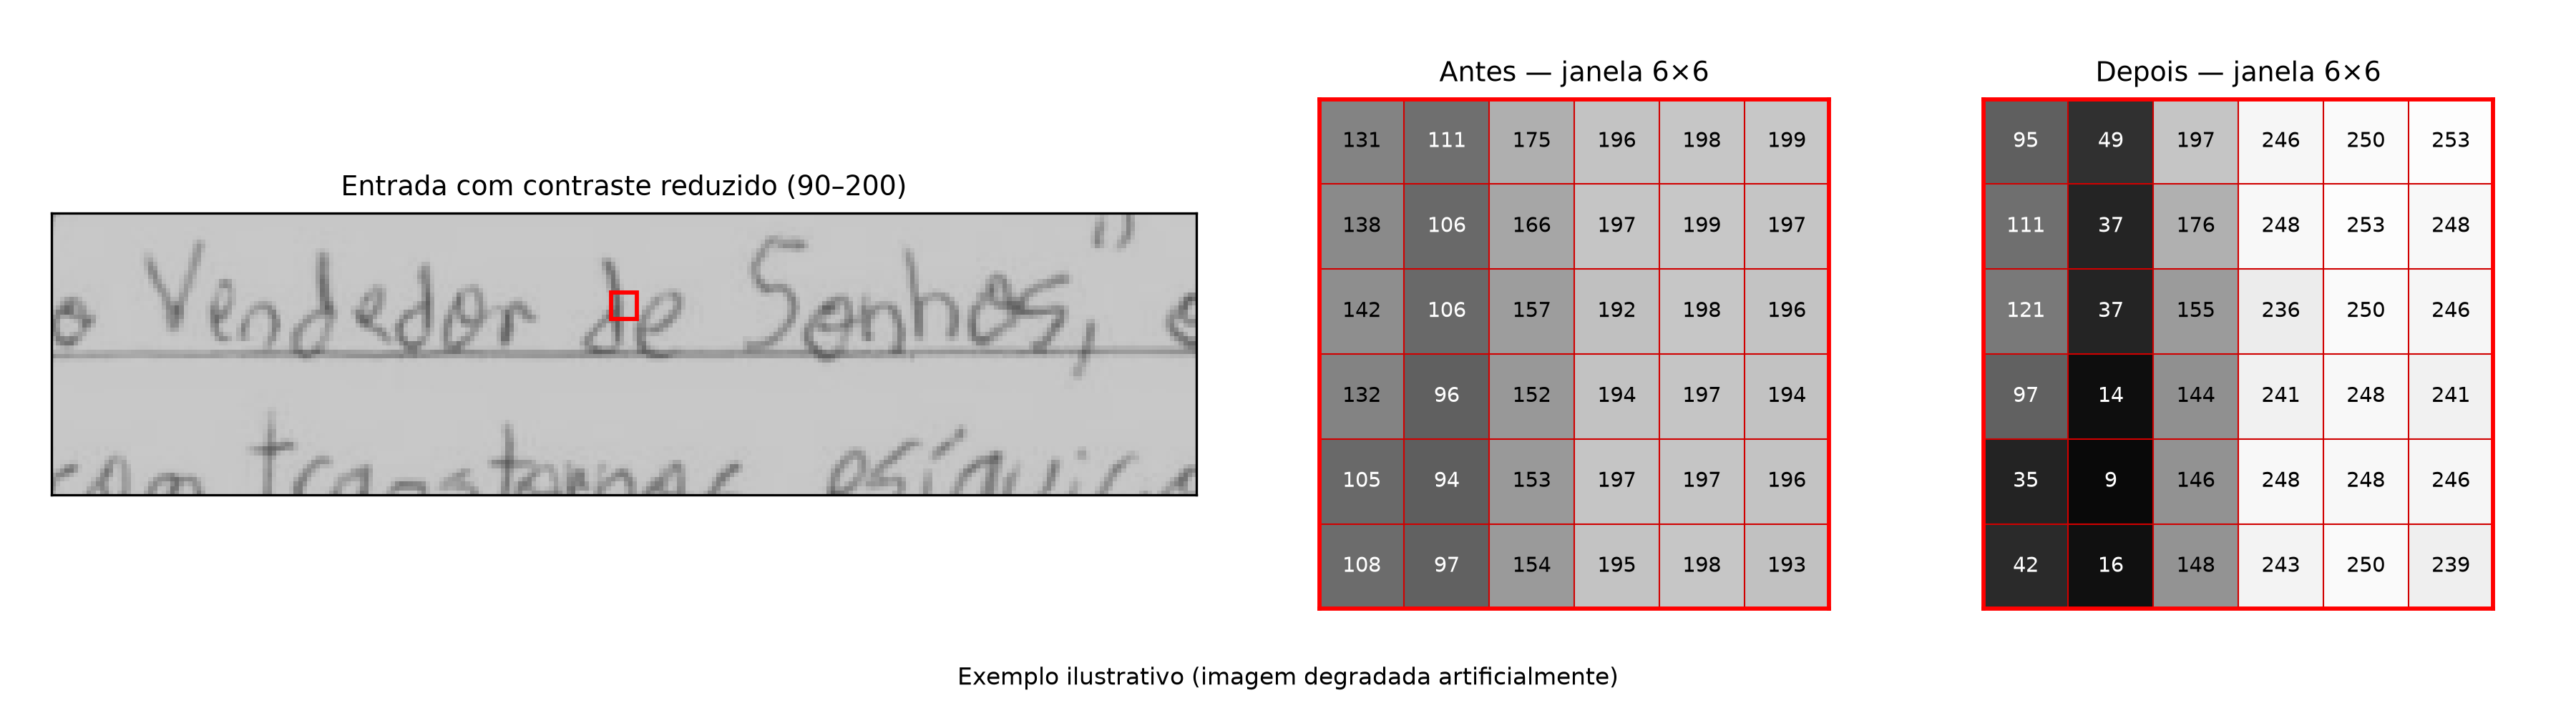 Entrada com contraste reduzido (90–200)
o Vendedor de Sonhos," e
Antes — janela 6×6
131 111 175 196 198 199
138 106 166 197 199 197
142 106 157 192 198 196
132 96 152 194 197 194
105 94 153 197 197 196
108 97 154 195 198 193
Depois — janela 6×6
95 49 197 246 250 253
111 37 176 248 253 248
121 37 155 236 250 246
97 14 144 241 248 241
35 9 146 248 248 246
42 16 148 243 250 239
Exemplo ilustrativo (imagem degradada artificialmente)